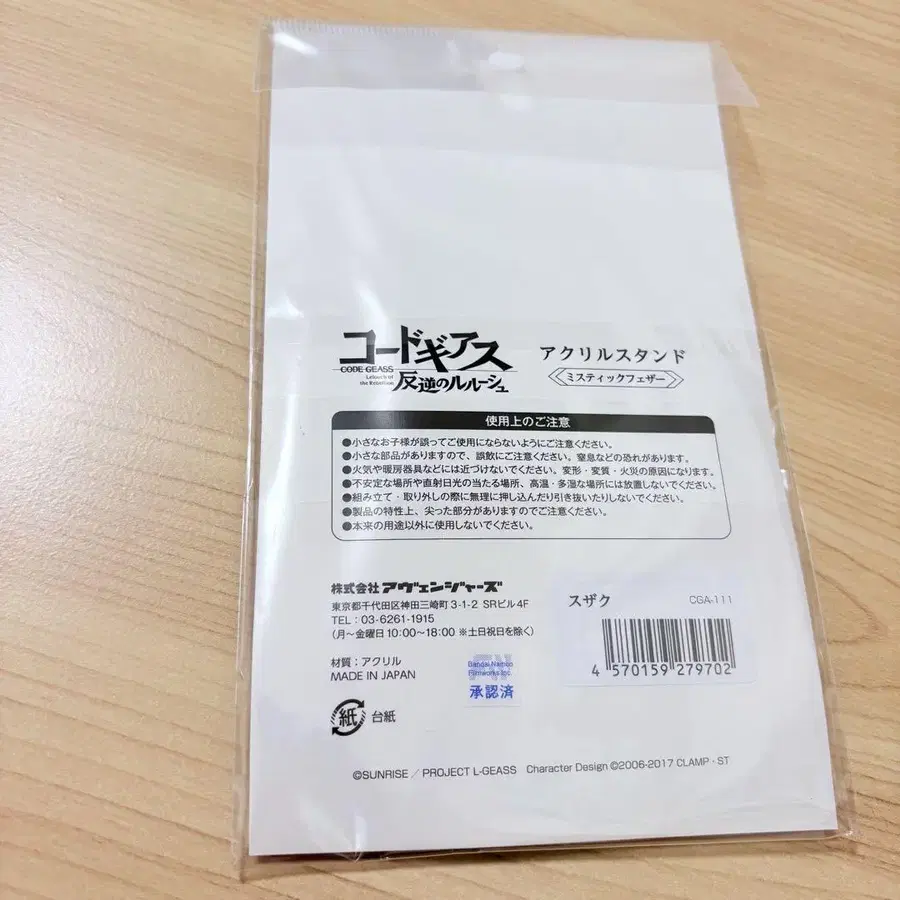 コードギアス
CODE GEASS
Lelouch of
the Rebellion
反逆のルルーシュ
アクリルスタンド
ミスティックフェザー
使用上のご注意
●小さなお子様が誤ってご使用にならないようにご注意ください。
●小さな部品がありますので、誤飲にご注意ください。窒息などの恐れがあります。
●火気や暖房器具などには近づけないでください。変形・変質・火災の原因になります。
●不安定な場所や直射日光の当たる場所、高温・多湿な場所には放置しないでください。
●組み立て・取り外しの際に無理に押し込んだり引き抜いたりしないでください。
●製品の特性上、尖った部分がありますのでご注意ください。
●本来の用途以外に使用しないでください。
株式会社アヴェンジャーズ
東京都千代田区神田三崎町3-1-2 SRビル4F
TEL：03-6261-1915
(月～金曜日10:00～18:00 ※土日祝日を除く)
材質：アクリル
MADE IN JAPAN
Bandai Namco
Filmworks Inc.
承認済
スザク
CGA-111
4 570159 279702
紙
台紙
©SUNRISE／PROJECT L-GEASS Character Design ©2006-2017 CLAMP・ST